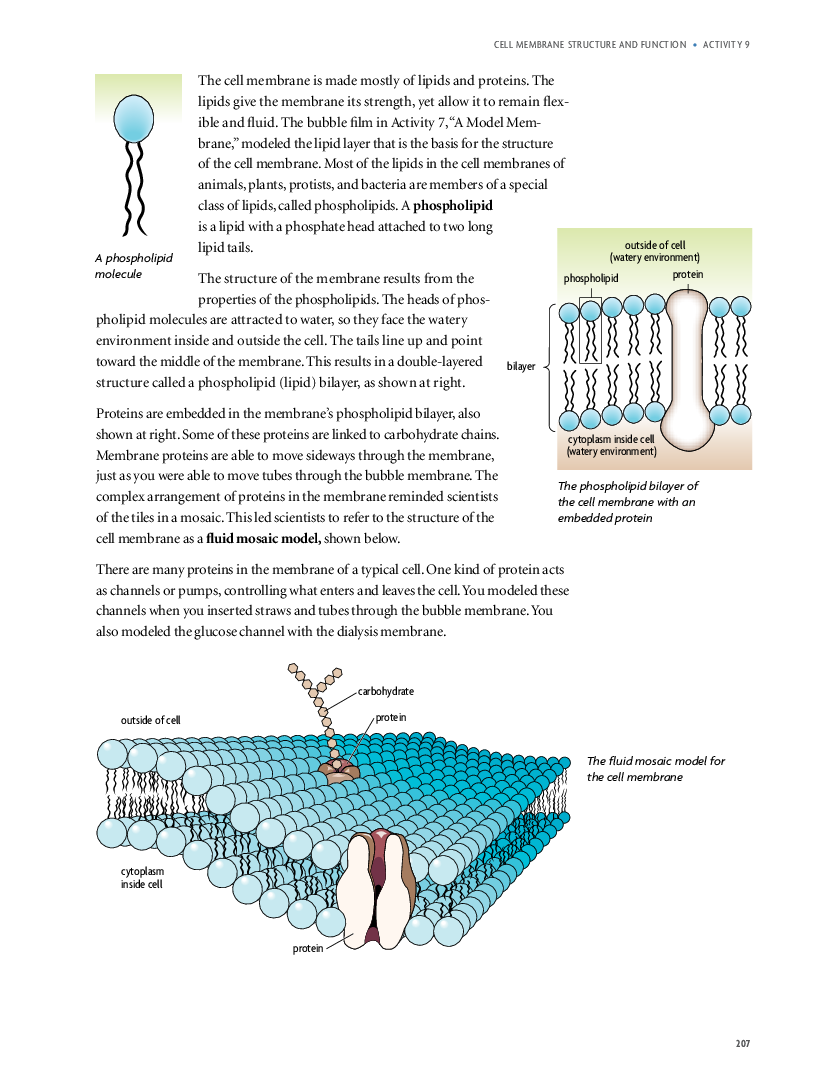 CELL MEMBRANE STRUCTURE AND FUNCTION • ACTIVITY 9
The cell membrane is made mostly of lipids and proteins. The
lipids give the membrane its strength, yet allow it to remain flex-
ible and fluid. The bubble film in Activity 7, “A Model Mem-
brane,” modeled the lipid layer that is the basis for the structure
of the cell membrane. Most of the lipids in the cell membranes of
animals, plants, protists, and bacteria are members of a special
class of lipids, called phospholipids. A phospholipid
is a lipid with a phosphate head attached to two long
lipid tails.
A phospholipid
molecule
The structure of the membrane results from the
properties of the phospholipids. The heads of phos-
pholipid molecules are attracted to water, so they face the watery
environment inside and outside the cell. The tails line up and point
toward the middle of the membrane. This results in a double-layered
structure called a phospholipid (lipid) bilayer, as shown at right.
outside of cell
(watery environment)
phospholipid
protein
bilayer
cytoplasm inside cell
(watery environment)
The phospholipid bilayer of
the cell membrane with an
embedded protein
Proteins are embedded in the membrane’s phospholipid bilayer, also
shown at right. Some of these proteins are linked to carbohydrate chains.
Membrane proteins are able to move sideways through the membrane,
just as you were able to move tubes through the bubble membrane. The
complex arrangement of proteins in the membrane reminded scientists
of the tiles in a mosaic. This led scientists to refer to the structure of the
cell membrane as a fluid mosaic model, shown below.
There are many proteins in the membrane of a typical cell. One kind of protein acts
as channels or pumps, controlling what enters and leaves the cell. You modeled these
channels when you inserted straws and tubes through the bubble membrane. You
also modeled the glucose channel with the dialysis membrane.
carbohydrate
protein
outside of cell
The fluid mosaic model for
the cell membrane
cytoplasm
inside cell
protein
207